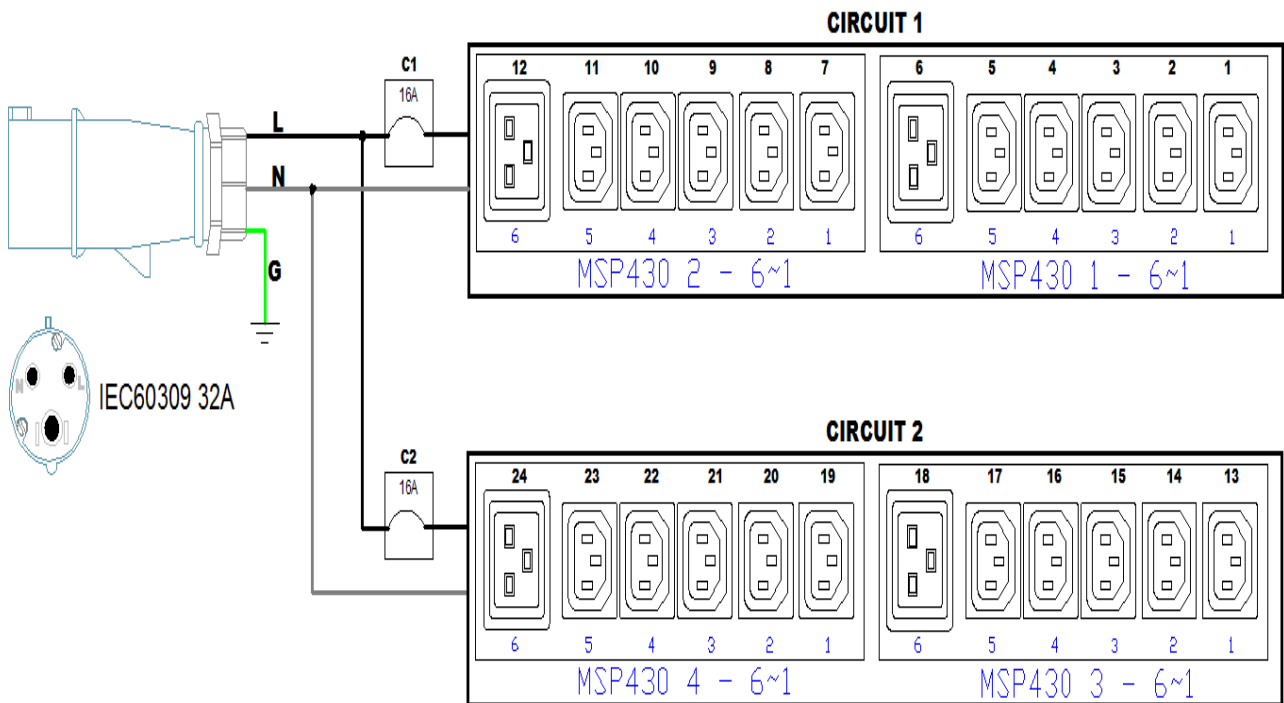 CIRCUIT 1
C1
16A
12 11 10 9 8 7 6 5 4 3 2 1
L
N
G
6 5 4 3 2 1 6 5 4 3 2 1
MSP430 2 - 6~1 MSP430 1 - 6~1
N L
IEC60309 32A
CIRCUIT 2
C2
16A
24 23 22 21 20 19 18 17 16 15 14 13
6 5 4 3 2 1 6 5 4 3 2 1
MSP430 4 - 6~1 MSP430 3 - 6~1